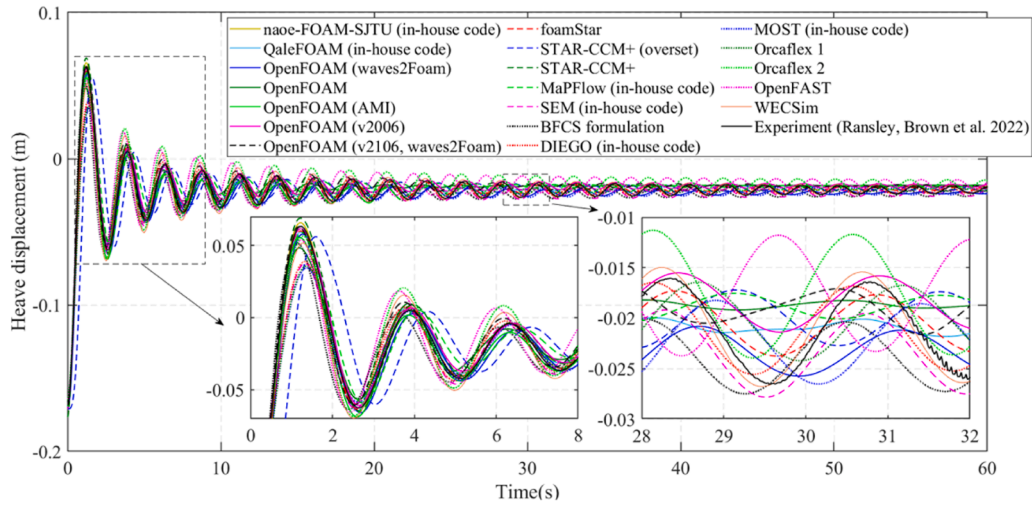 0.1
naoe-FOAM-SJTU (in-house code)
foamStar
MOST (in-house code)
QaleFOAM (in-house code)
STAR-CCM+ (overset)
Orcaflex 1
OpenFOAM (waves2Foam)
STAR-CCM+
Orcaflex 2
OpenFOAM
MaPFlow (in-house code)
OpenFAST
OpenFOAM (AMI)
SEM (in-house code)
WECSim
OpenFOAM (v2006)
BFCS formulation
Experiment (Ransley, Brown et al. 2022)
OpenFOAM (v2106, waves2Foam)
DIEGO (in-house code)
0
-0.1
-0.2
Heave displacement (m)
0.05
0
-0.05
0 2 4 6 8
-0.01
-0.015
-0.02
-0.025
-0.03
28 29 30 31 32
0 10 20 30 40 50 60
Time(s)